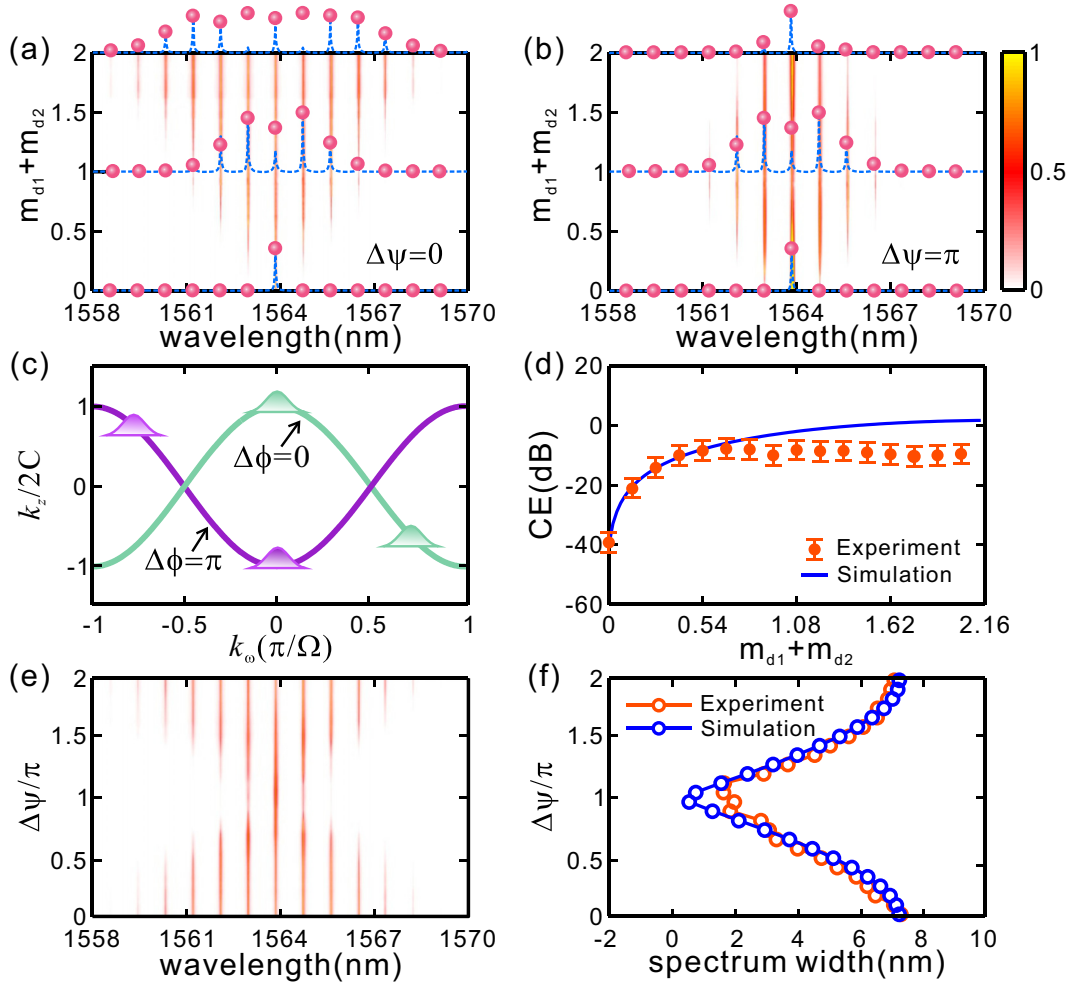 (a)
2
1.5
1
0.5
0
m_d1+m_d2
Δψ=0
1558
1561
1564
1567
1570
wavelength(nm)
(b)
2
1.5
1
0.5
0
m_d1+m_d2
Δψ=π
1558
1561
1564
1567
1570
wavelength(nm)
1
0.5
0
(c)
1
0
-1
k_z/2C
Δϕ=0
Δϕ=π
-1
-0.5
0
0.5
1
k_ω(π/Ω)
(d)
20
0
-20
-40
-60
CE(dB)
Experiment
Simulation
0
0.54
1.08
1.62
2.16
m_d1+m_d2
(e)
2
1.5
1
0.5
0
Δψ/π
1558
1561
1564
1567
1570
wavelength(nm)
(f)
2
1.5
1
0.5
0
Δψ/π
Experiment
Simulation
-2
0
2
4
6
8
10
spectrum width(nm)